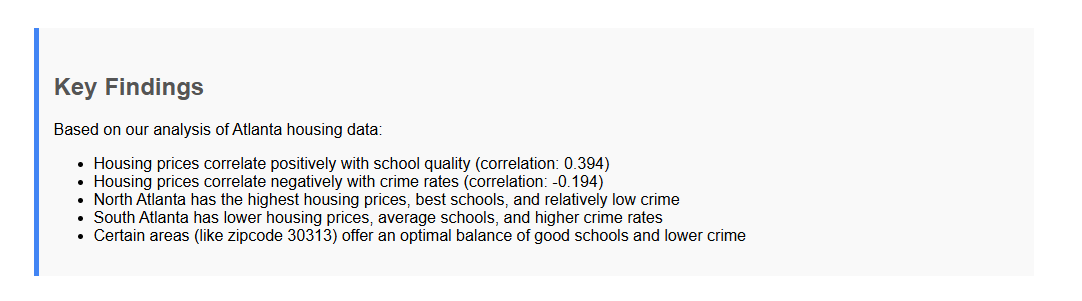 Key Findings
Based on our analysis of Atlanta housing data:
• Housing prices correlate positively with school quality (correlation: 0.394)
• Housing prices correlate negatively with crime rates (correlation: -0.194)
• North Atlanta has the highest housing prices, best schools, and relatively low crime
• South Atlanta has lower housing prices, average schools, and higher crime rates
• Certain areas (like zipcode 30313) offer an optimal balance of good schools and lower crime